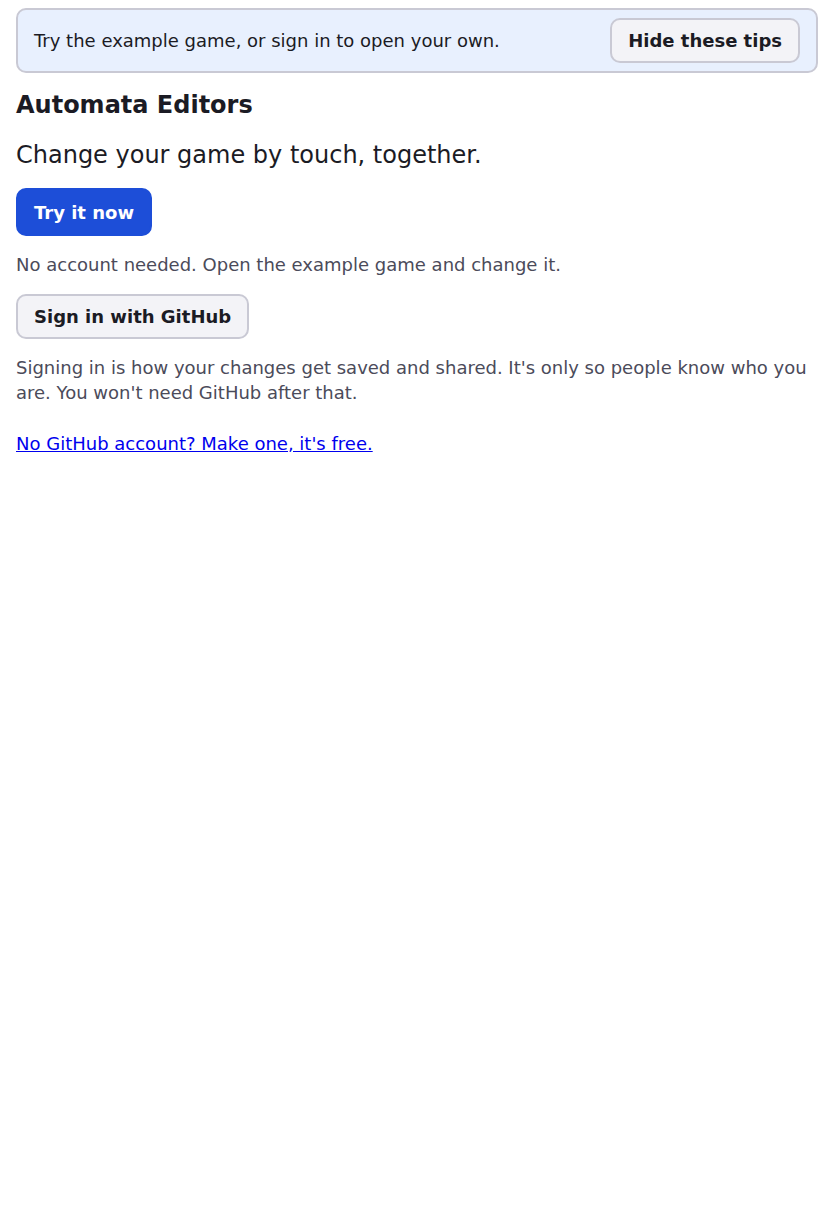 Try the example game, or sign in to open your own.
Hide these tips
Automata Editors
Change your game by touch, together.
Try it now
No account needed. Open the example game and change it.
Sign in with GitHub
Signing in is how your changes get saved and shared. It's only so people know who you
are. You won't need GitHub after that.
No GitHub account? Make one, it's free.